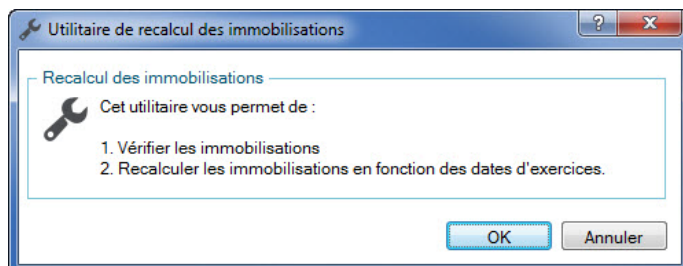 Utilitaire de recalcul des immobilisations
Recalcul des immobilisations
Cet utilitaire vous permet de :
1. Vérifier les immobilisations
2. Recalculer les immobilisations en fonction des dates d'exercices.
OK Annuler